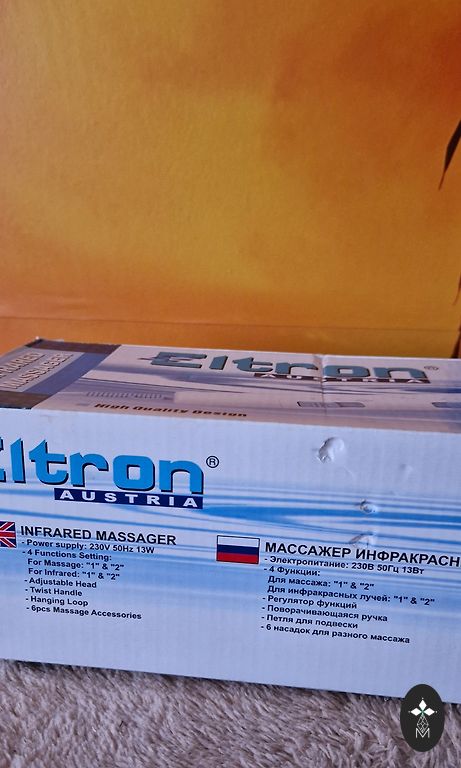 Eltron®
AUSTRIA
High Quality Design
Eltron®
AUSTRIA
INFRARED MASSAGER
- Power supply: 230V 50Hz 13W
- 4 Functions Setting:
For Massage: "1" & "2"
For Infrared: "1" & "2"
- Adjustable Head
- Twist Handle
- Hanging Loop
- 6pcs Massage Accessories
МАССАЖЕР ИНФРАКРАСН
- Электропитание: 230В 50Гц 13Вт
- 4 Функции:
Для массажа: "1" & "2"
Для инфракрасных лучей: "1" & "2"
- Регулятор функций
- Поворачивающаяся ручка
- Петля для подвески
- 6 насадок для разного массажа
M